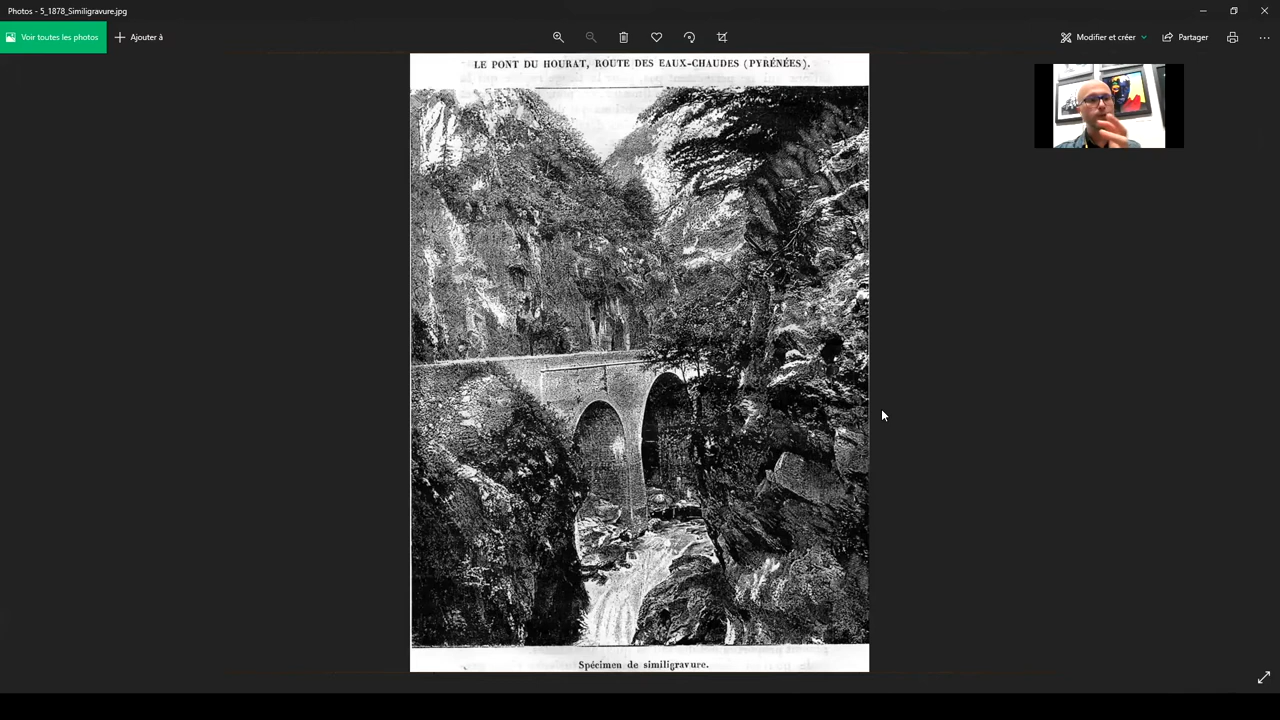 Photos - 5_1878_Similigravure.jpg
Voir toutes les photos
Ajouter à
Modifier et créer
Partager
LE PONT DU HOURAT, ROUTE DES EAUX-CHAUDES (PYRÉNÉES).
Spécimen de similigravure.